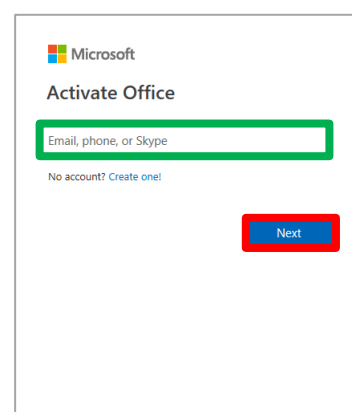 Microsoft
Activate Office
Email, phone, or Skype
No account? Create one!
Next